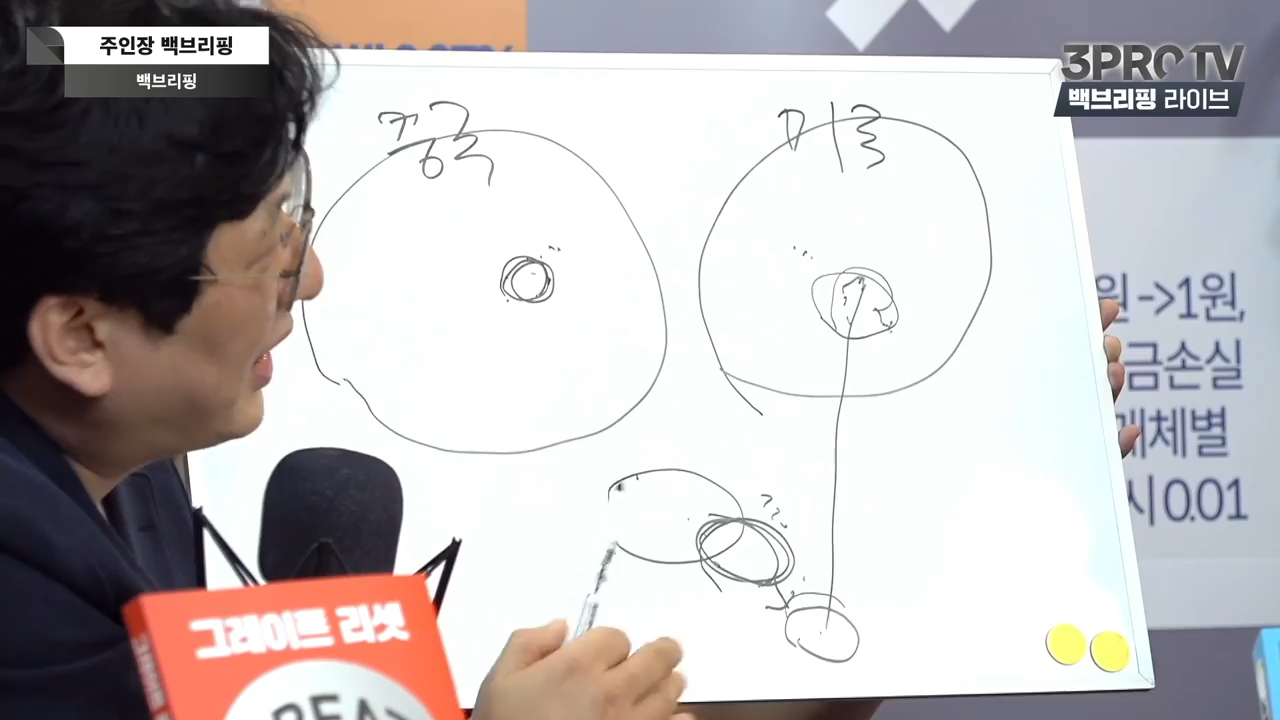 주인장 백브리핑
백브리핑
3PROTV
백브리핑 라이브
중국
미국
원->1원,
금손실
매체별
시 0.01
그레이트 리셋